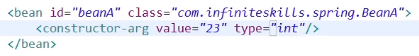 <bean id="beanA" class="com.infiniteskills.spring.BeanA">
<constructor-arg value="23" type="int"/>
</bean>